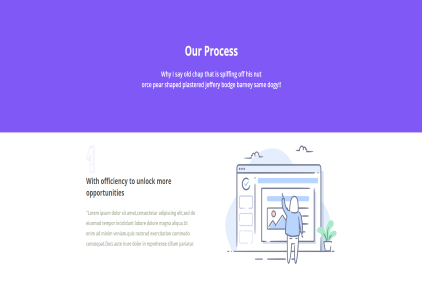 Our Process
Why i say old chap that is spiffing off his nut
orce pear shaped plastered jeffery bodge barney same dogy!!
1
With officiency to unlock more
opportunities
"Lorem ipsum dolor sit amet,consectetur adipiscing elit,sed do
eiusmod tempor incididunt labore dolore magna aliqua.Ut
enim ad minim veniam,quis nostrud exercitation commodo
consequat.Duis aute irure dolor in reprehense cillum pariatur.